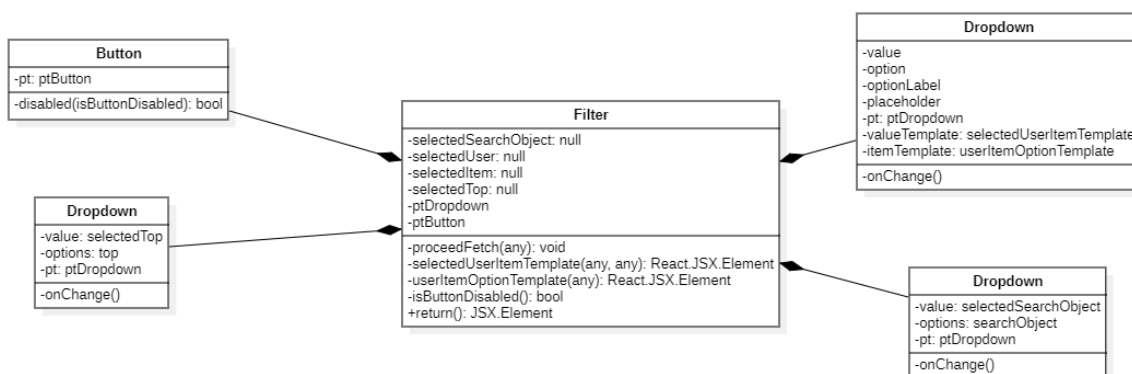 Button
-pt: ptButton
-disabled(isButtonDisabled): bool
Dropdown
-value: selectedTop
-options: top
-pt: ptDropdown
-onChange()
Filter
-selectedSearchObject: null
-selectedUser: null
-selectedItem: null
-selectedTop: null
-ptDropdown
-ptButton
-proceedFetch(any): void
-selectedUserItemTemplate(any, any): React.JSX.Element
-userItemOptionTemplate(any): React.JSX.Element
-isButtonDisabled(): bool
+return(): JSX.Element
Dropdown
-value
-option
-optionLabel
-placeholder
-pt: ptDropdown
-valueTemplate: selectedUserItemTemplate
-itemTemplate: userItemOptionTemplate
-onChange()
Dropdown
-value: selectedSearchObject
-options: searchObject
-pt: ptDropdown
-onChange()